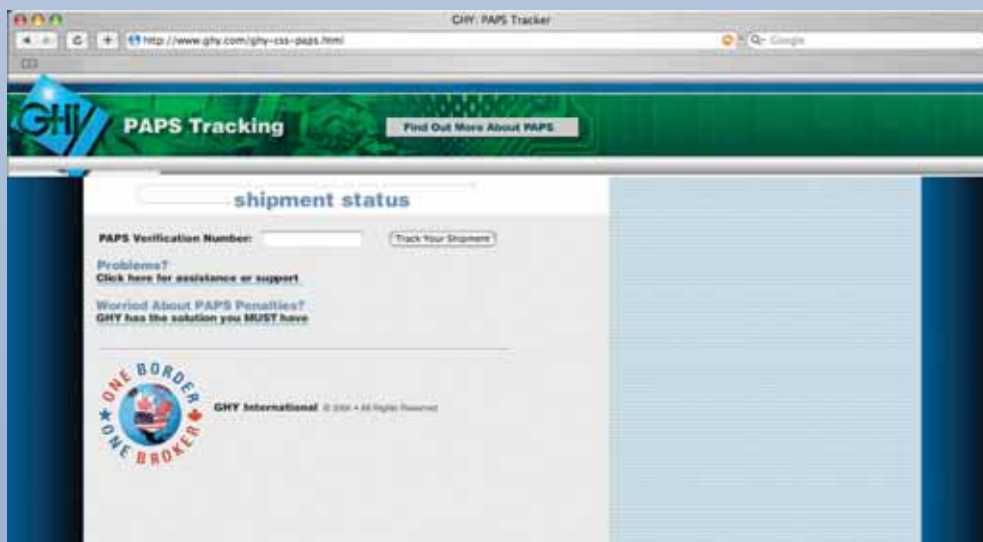 GHY: PAPS Tracker
http://www.ghy.com/ghy-css-paps.html
Google
GHY
PAPS Tracking
Find Out More About PAPS
shipment status
PAPS Verification Number:
Track Your Shipment
Problems?
Click here for assistance or support
Worried About PAPS Penalties?
GHY has the solution you MUST have
ONE BORDER
ONE BROKER
GHY International © • All Rights Reserved